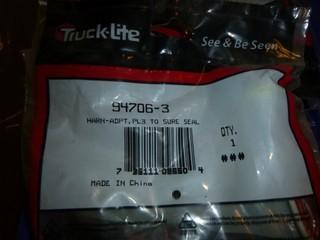 Truck-Lite
See & Be Seen
94706-3
HARN-ADPT,PL3 TO SURE SEAL
QTY.
1
###
MADE IN China